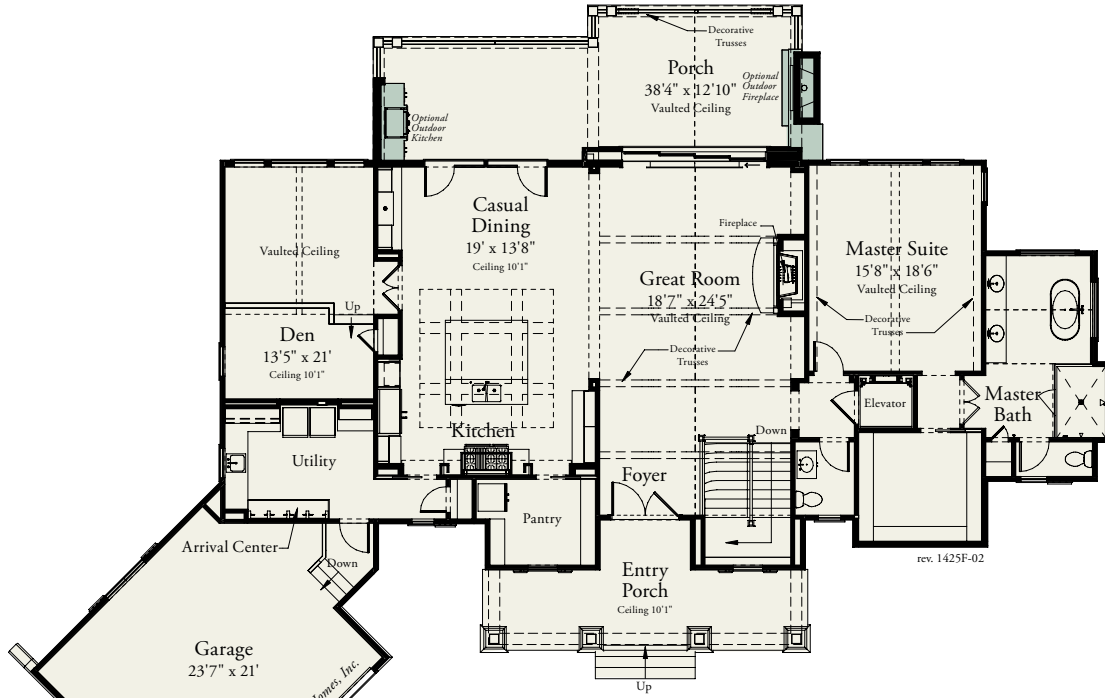 Decorative
Trusses
Porch
38'4" x 12'10"
Vaulted Ceiling
Optional
Outdoor
Fireplace
Optional
Outdoor
Kitchen
Casual
Dining
19' x 13'8"
Ceiling 10'1"
Vaulted Ceiling
Fireplace
Great Room
18'7" x 24'5"
Vaulted Ceiling
Master Suite
15'8" x 18'6"
Vaulted Ceiling
Decorative
Trusses
Up
Den
13'5" x 21'
Ceiling 10'1"
Decorative
Trusses
Elevator
Master
Bath
Kitchen
Down
Utility
Foyer
Pantry
Arrival Center
Down
rev. 1425F-02
Entry
Porch
Ceiling 10'1"
Garage
23'7" x 21'
Homes, Inc.
Up